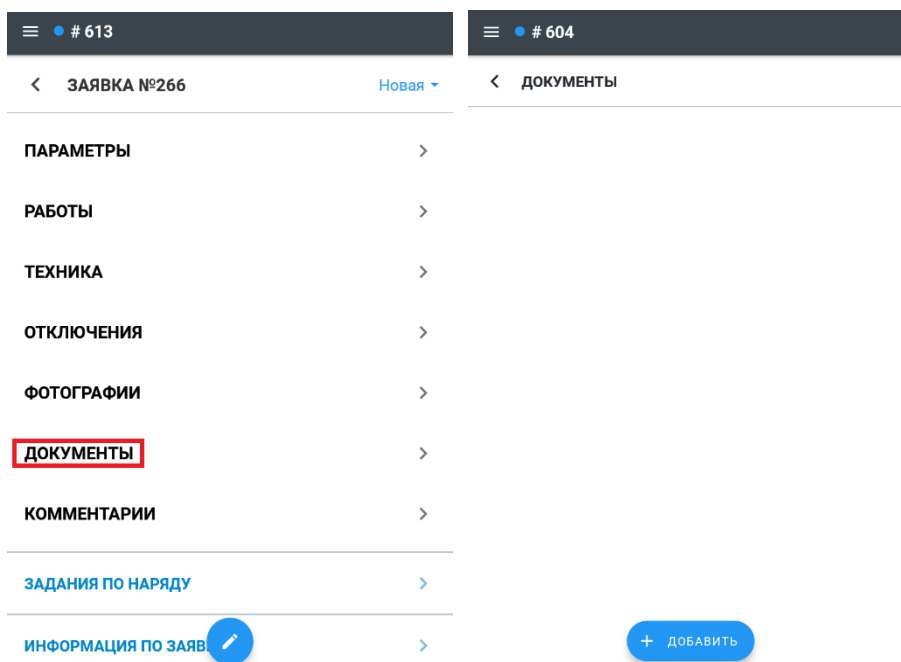 # 613
ЗАЯВКА №266
Новая
ПАРАМЕТРЫ
РАБОТЫ
ТЕХНИКА
ОТКЛЮЧЕНИЯ
ФОТОГРАФИИ
ДОКУМЕНТЫ
КОММЕНТАРИИ
ЗАДАНИЯ ПО НАРЯДУ
ИНФОРМАЦИЯ ПО ЗАЯВ
# 604
ДОКУМЕНТЫ
+ ДОБАВИТЬ